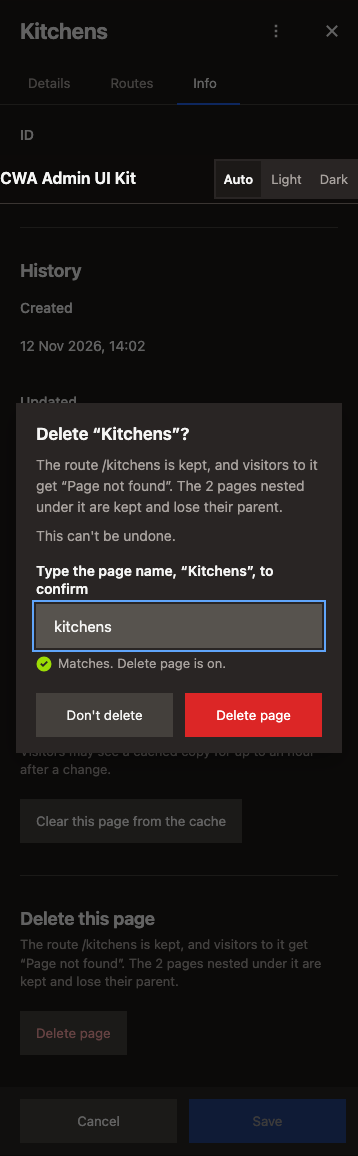 Kitchens
Details
Routes
Info
ID
CWA Admin UI Kit
Auto
Light
Dark
History
Created
12 Nov 2026, 14:02
Updated
Delete “Kitchens”?
The route /kitchens is kept, and visitors to it
get “Page not found”. The 2 pages nested
under it are kept and lose their parent.
This can't be undone.
Type the page name, “Kitchens”, to
confirm
kitchens
Matches. Delete page is on.
Don't delete
Delete page
Visitors may see a cached copy for up to an hour
after a change.
Clear this page from the cache
Delete this page
The route /kitchens is kept, and visitors to it get
“Page not found”. The 2 pages nested under it are
kept and lose their parent.
Delete page
Cancel
Save